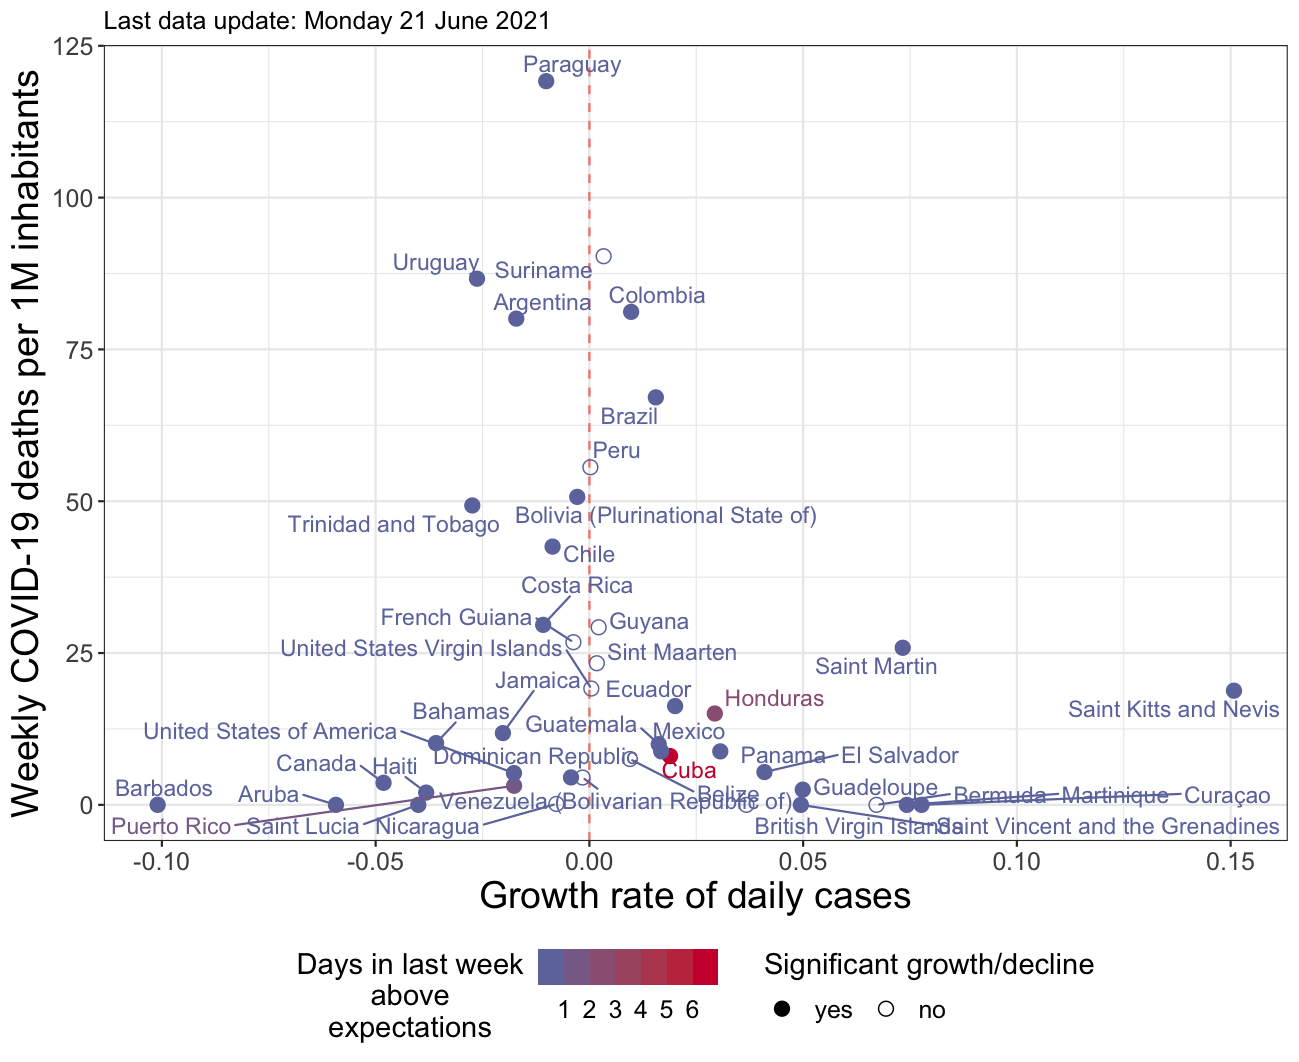 Last data update: Monday 21 June 2021
Weekly COVID-19 deaths per 1M inhabitants
125
100
75
50
25
0
Paraguay
Uruguay
Suriname
Argentina
Colombia
Brazil
Peru
Trinidad and Tobago
Bolivia (Plurinational State of)
Chile
Costa Rica
French Guiana
Guyana
United States Virgin Islands
Sint Maarten
Saint Martin
Jamaica
Ecuador
Honduras
Saint Kitts and Nevis
Bahamas
Guatemala
Mexico
United States of America
Dominican Republic
Panama
El Salvador
Canada
Haiti
Cuba
Barbados
Aruba
Venezuela (Bolivarian Republic of)
Belize
Guadeloupe
Bermuda
Martinique
Curaçao
Puerto Rico
Saint Lucia
Nicaragua
British Virgin Islands
Saint Vincent and the Grenadines
-0.10
-0.05
0.00
0.05
0.10
0.15
Growth rate of daily cases
Days in last week
above
expectations
1 2 3 4 5 6
Significant growth/decline
yes
no